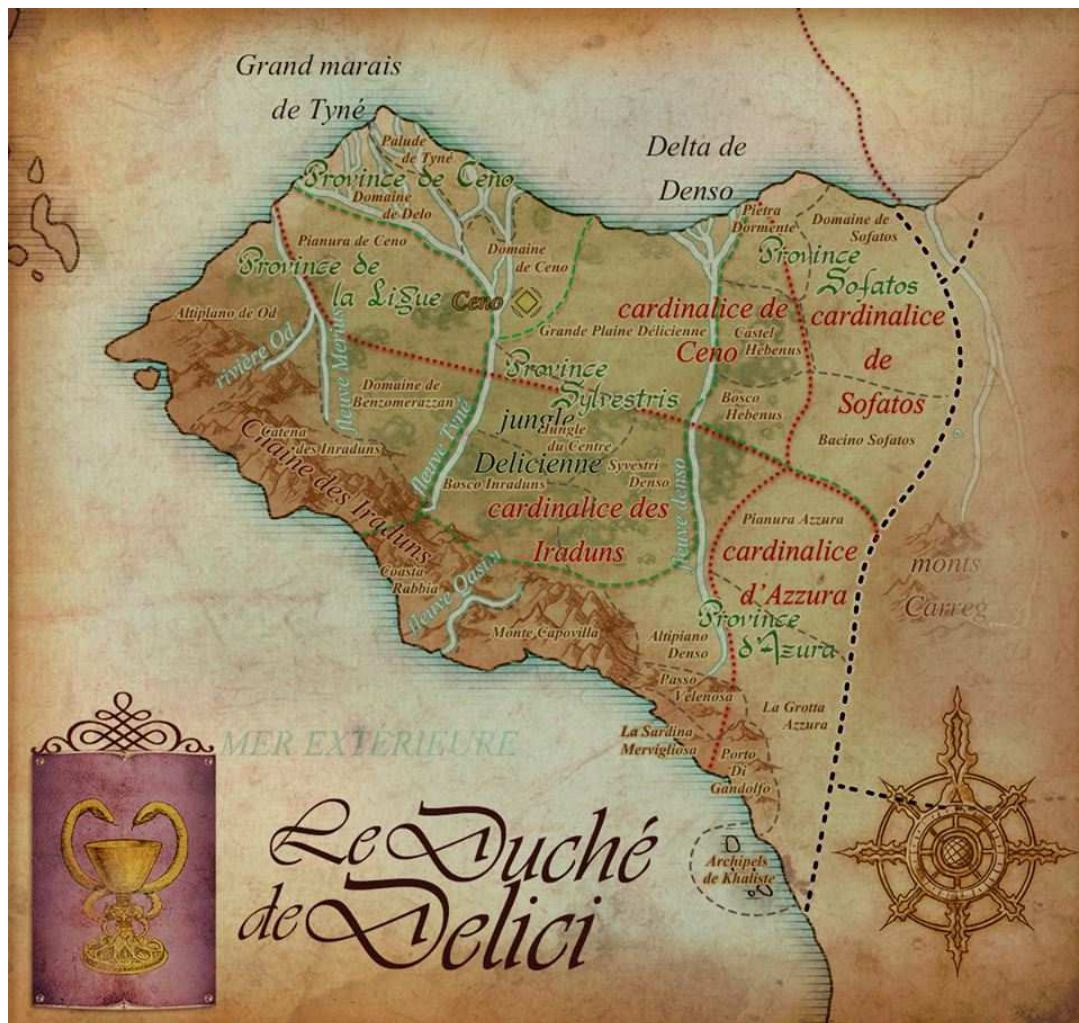 Grand marais
de Tyné
Palude
de Tyné
Province de Ceno
Domaine
de Delo
Delta de
Denso
Pietra
Dormente
Domaine de
Sofatos
Pianura de Ceno
Domaine
de Ceno
Province
Sofatos
Province de
la Ligue
Ceno
Altiplano de Od
rivière Od
fleuve Mernus
Grande Plaine Délicienne
cardinalice de
Ceno
Castel
Hebenus
cardinalice
de
Sofatos
Province
Sylvestris
Domaine de
Benzomerazzan
Bosco
Hebenus
Bacino Sofatos
jungle
Delicienne
Jungle
du Centre
Syvestri
Denso
Catena
des Inraduns
Chaine des Iraduns
fleuve Tyné
Bosco Inraduns
cardinalice des
Iraduns
fleuve denso
Pianura Azzura
cardinalice
d'Azzura
monts
Carreg
Coasta
Rabbia
fleuve Oastra
Monte Capovilla
Province
d'Azura
Altipiano
Denso
Passo
Velenosa
La Grotta
Azzura
La Sardina
Mervigliosa
Porto
Di
Gandolfo
MER EXTERIEURE
Archipels
de Khaliste
Le Duché
de Delici